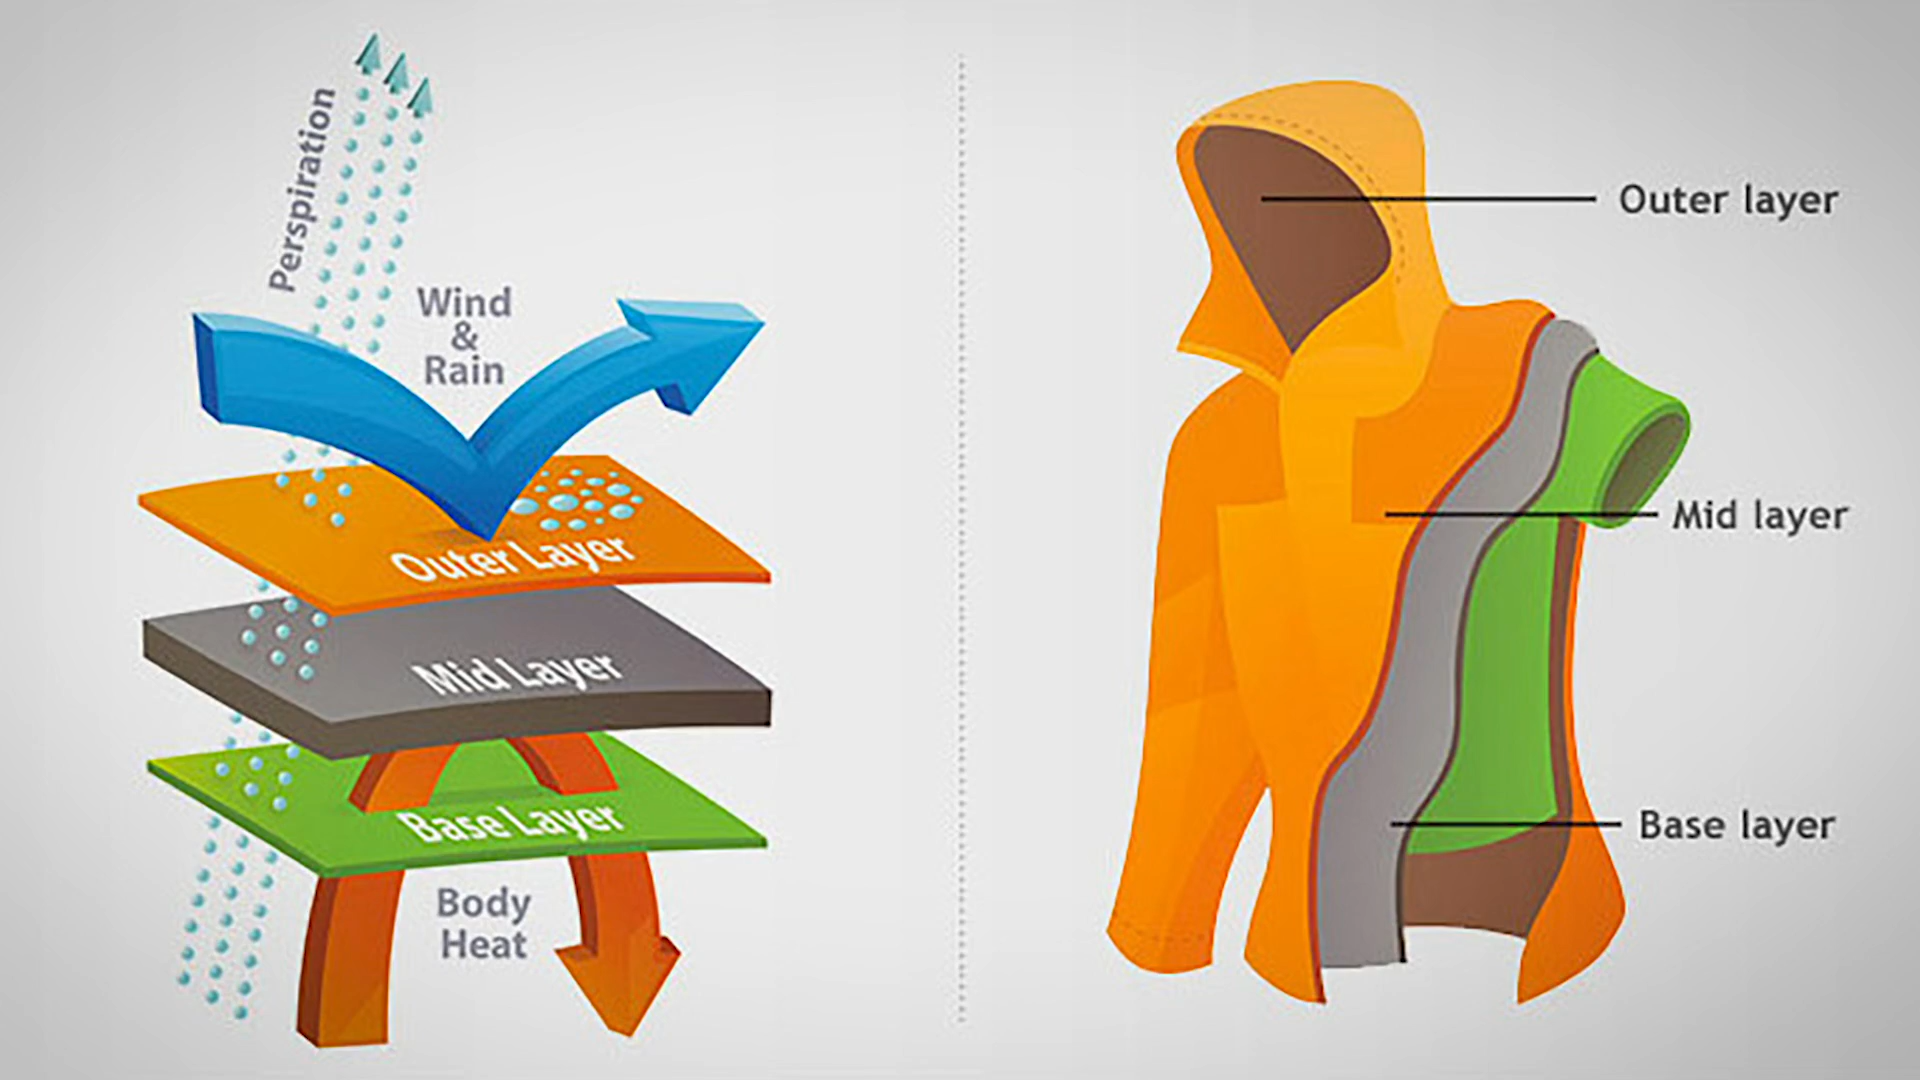 Perspiration
Wind
&
Rain
Outer Layer
Mid Layer
Base Layer
Body
Heat
Outer layer
Mid layer
Base layer